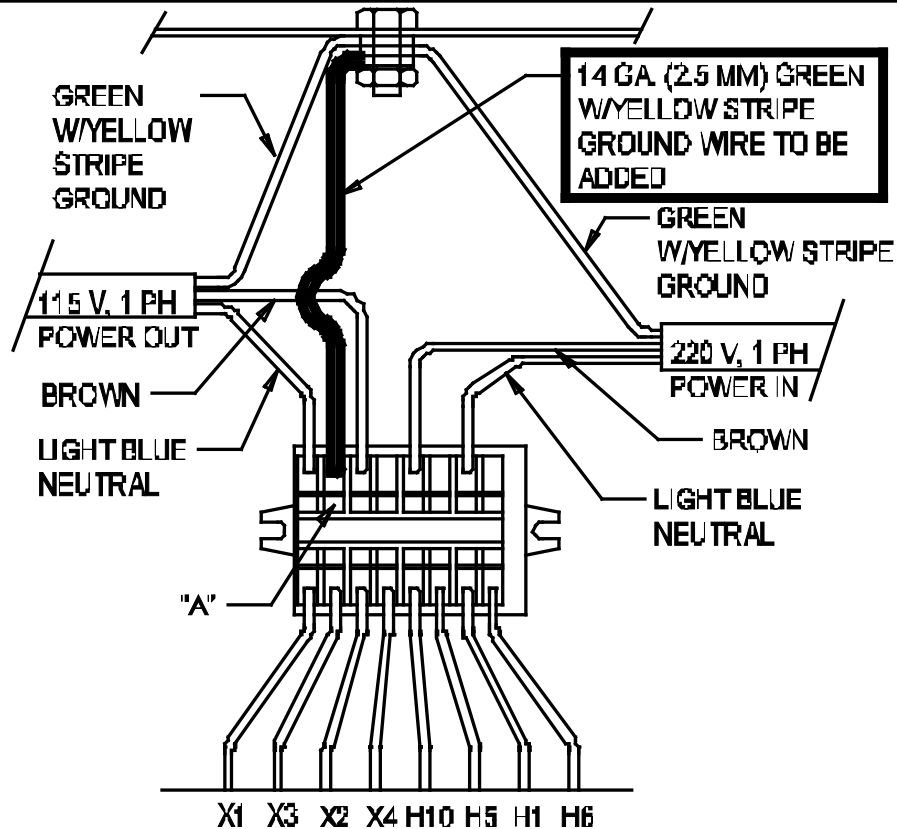 14 GA. (2.5 MM) GREEN
W/YELLOW STRIPE
GROUND WIRE TO BE
ADDED
GREEN
W/YELLOW
STRIPE
GROUND
GREEN
W/YELLOW STRIPE
GROUND
115 V, 1 PH
POWER OUT
220 V, 1 PH
POWER IN
BROWN
LIGHT BLUE
NEUTRAL
BROWN
LIGHT BLUE
NEUTRAL
"A"
X1 X3 X2 X4 H10 H5 H1 H6